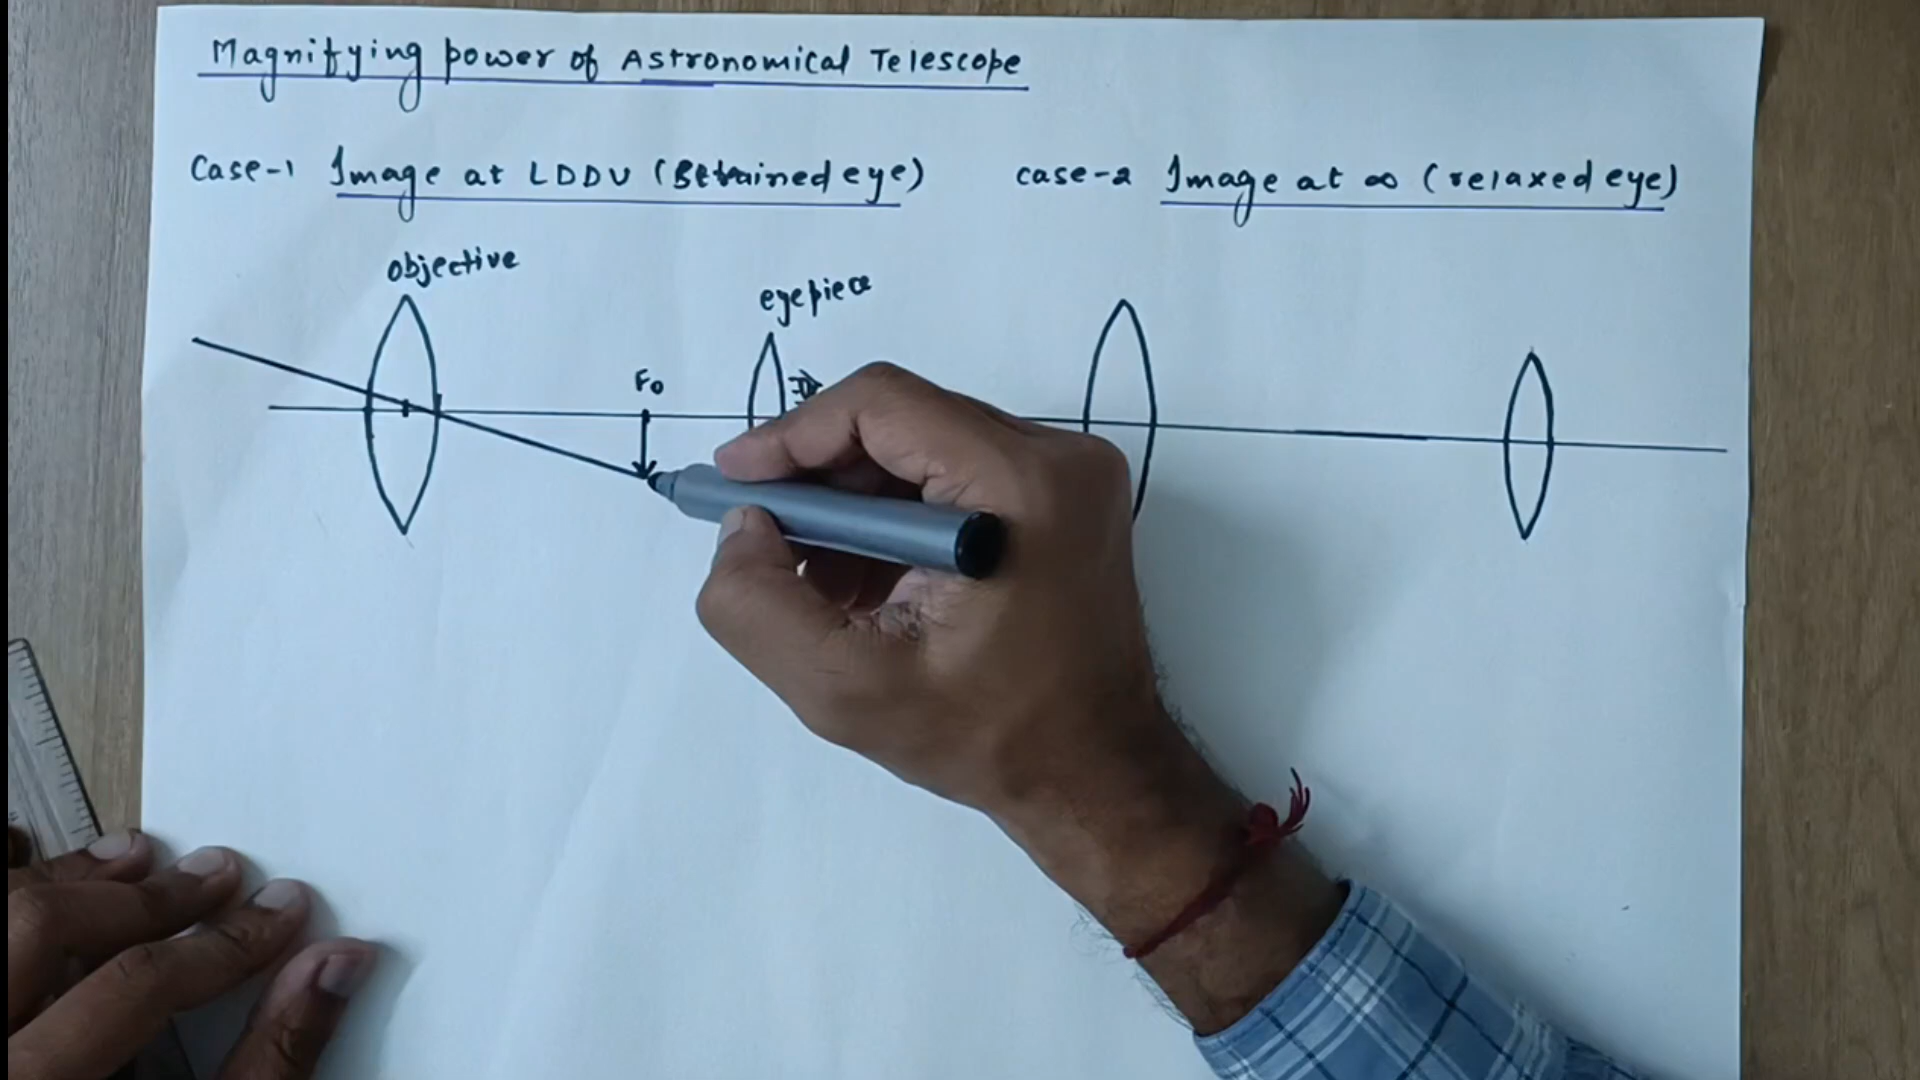 Magnifying power of Astronomical Telescope
Case-1 Image at LDDV (Strained eye)
case-2 Image at ∞ (relaxed eye)
objective
eyepiece
Fo